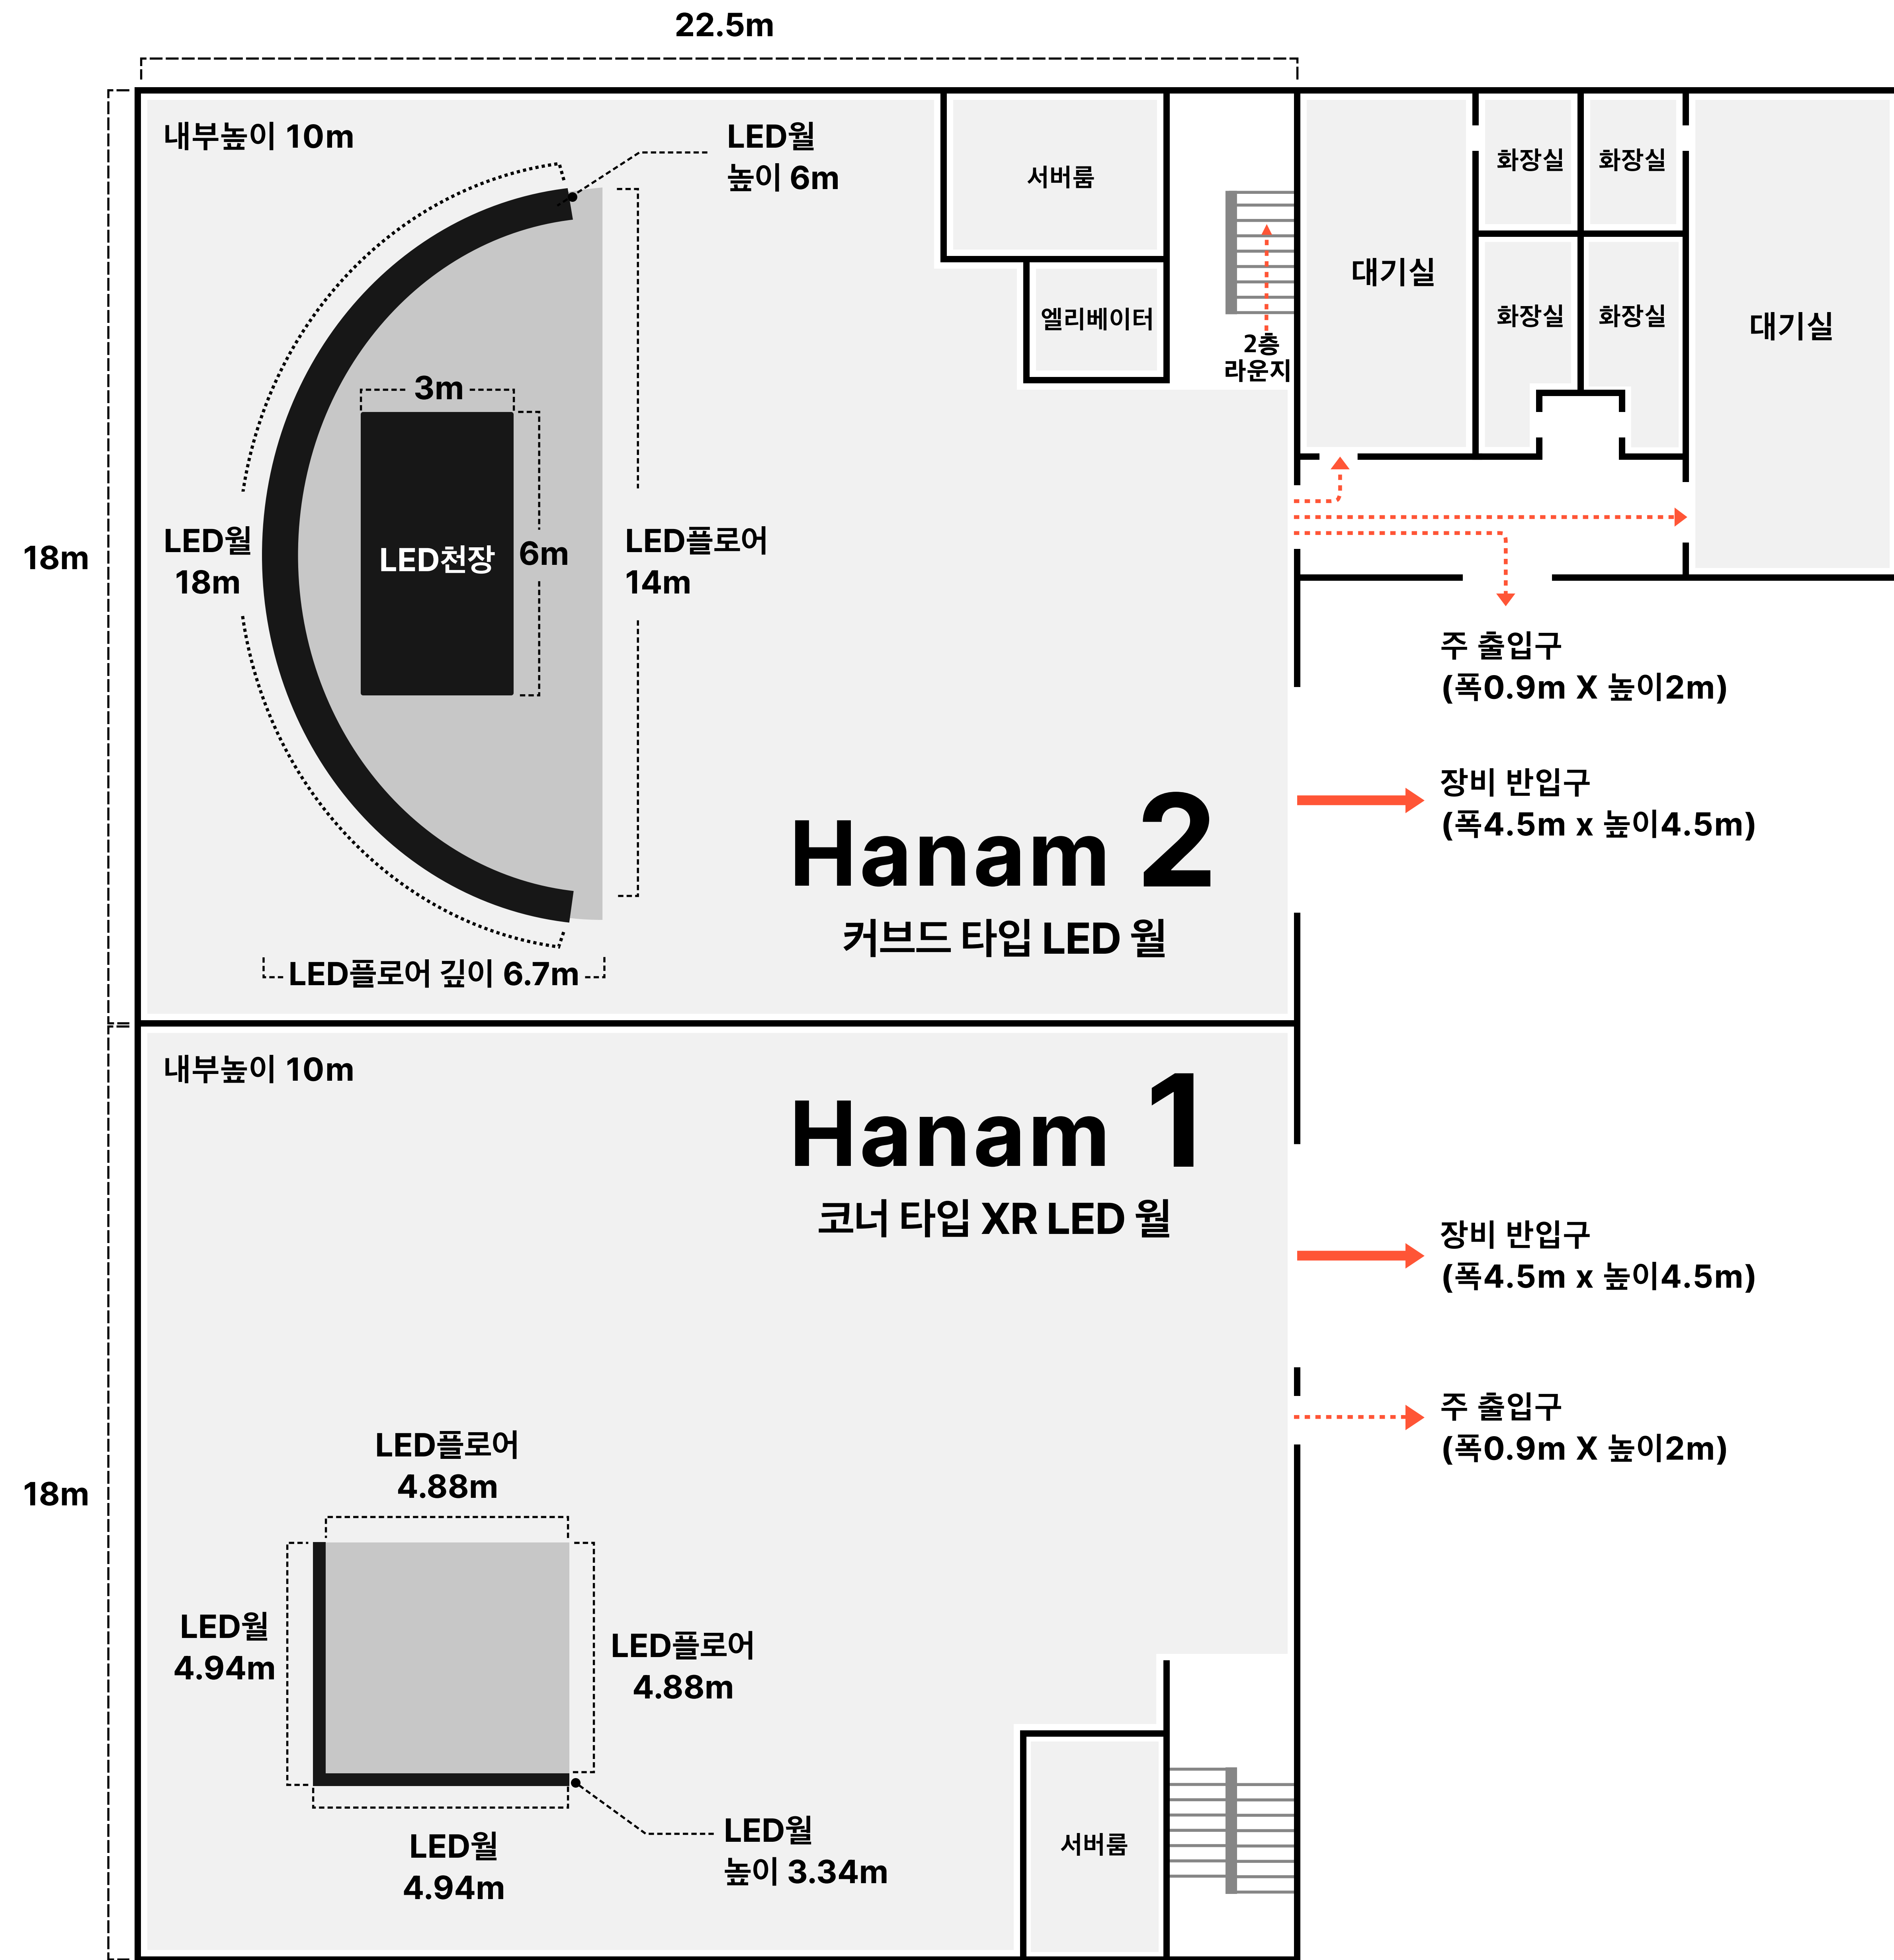 22.5m
내부높이 10m
LED월
높이 6m
서버룸
엘리베이터
2층
라운지
대기실
화장실
화장실
화장실
화장실
대기실
3m
LED천장
6m
LED월
18m
LED플로어
14m
18m
주 출입구
(폭0.9m X 높이2m)
장비 반입구
(폭4.5m x 높이4.5m)
Hanam 2
커브드 타입 LED 월
LED플로어 깊이 6.7m
내부높이 10m
Hanam 1
코너 타입 XR LED 월
장비 반입구
(폭4.5m x 높이4.5m)
주 출입구
(폭0.9m X 높이2m)
18m
LED플로어
4.88m
LED월
4.94m
LED플로어
4.88m
LED월
4.94m
LED월
높이 3.34m
서버룸